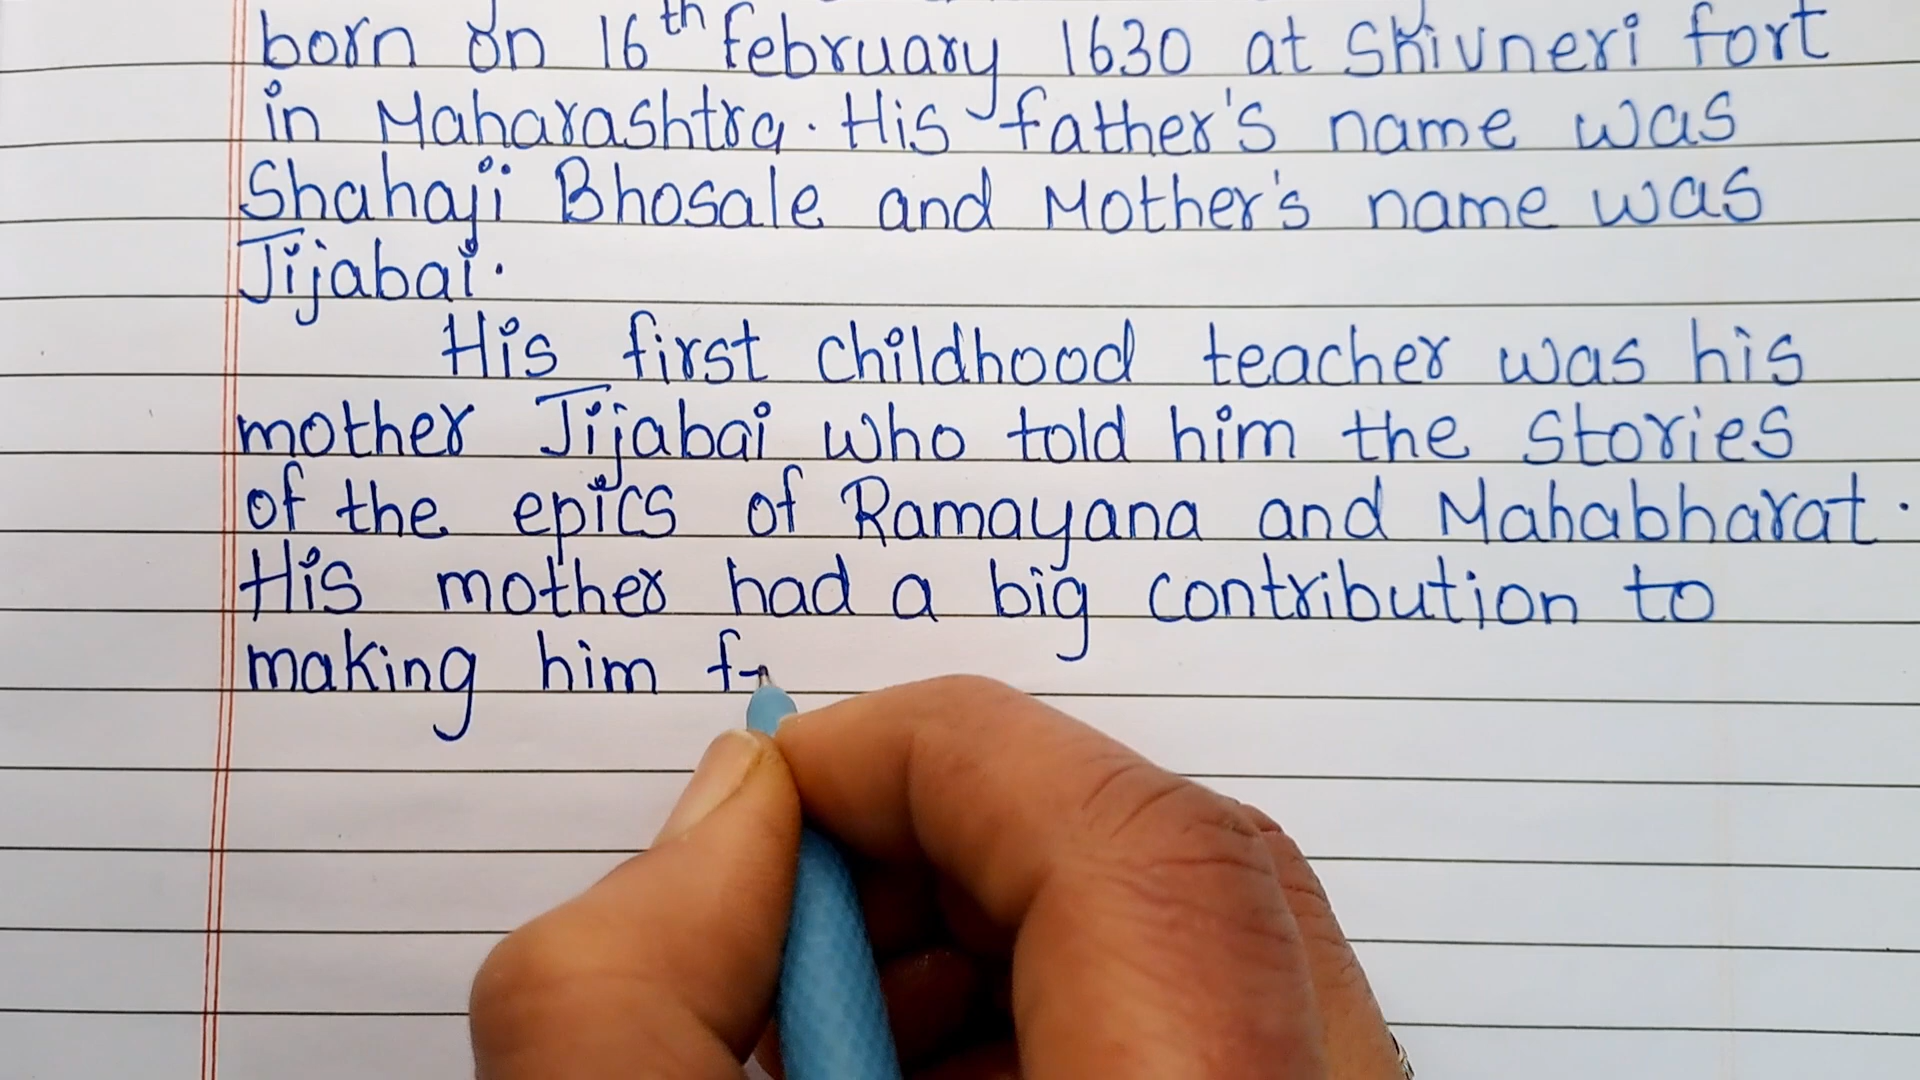 born on 16th february 1630 at Shivneri fort
in Maharashtra. His father's name was
Shahaji Bhosale and Mother's name was
Jijabai.
His first childhood teacher was his
mother Jijabai who told him the stories
of the epics of Ramayana and Mahabharat.
His mother had a big contribution to
making him f